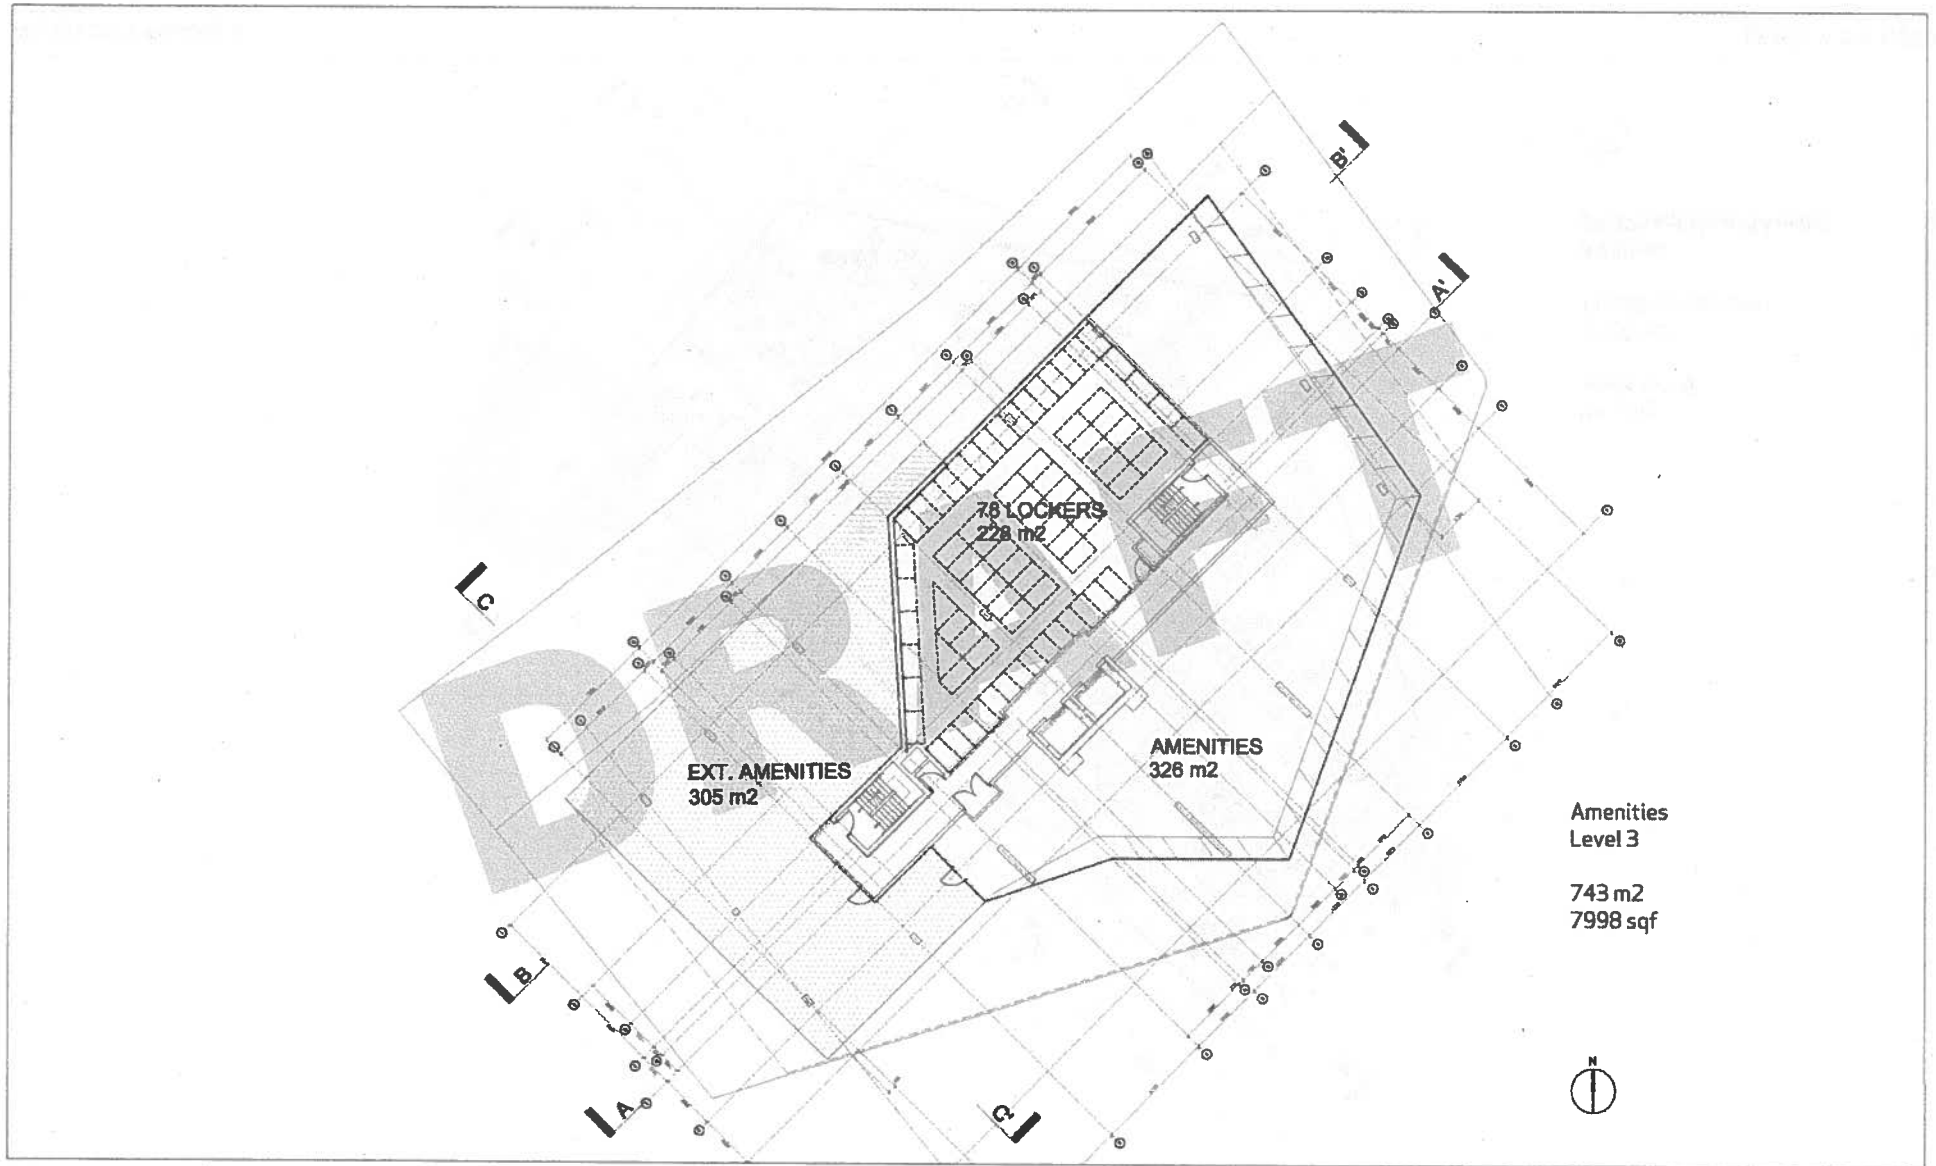 B'
A'
78 LOCKERS
228 m2
C
AMENITIES
326 m2
EXT. AMENITIES
305 m2
Amenities
Level 3
743 m2
7998 sqf
B
A
C'
N
DRAFT